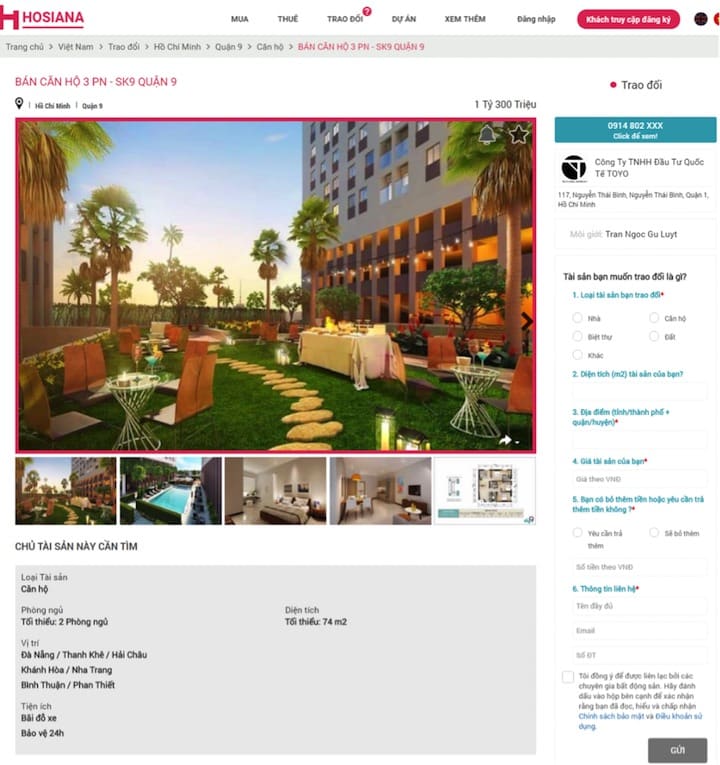 HOSIANA
MUA THUÊ TRAO ĐỔI ? DỰ ÁN XEM THÊM Đăng nhập Khách truy cập đăng ký
Trang chủ > Việt Nam > Trao đổi > Hồ Chí Minh > Quận 9 > Căn hộ > BÁN CĂN HỘ 3 PN - SK9 QUẬN 9
BÁN CĂN HỘ 3 PN - SK9 QUẬN 9
| Hồ Chí Minh | Quận 9
1 Tỷ 300 Triệu
CHỦ TÀI SẢN NÀY CẦN TÌM
Loại Tài sản
Căn hộ
Phòng ngủ
Tối thiểu: 2 Phòng ngủ
Diện tích
Tối thiểu: 74 m2
Vị trí
Đà Nẵng / Thanh Khê / Hải Châu
Khánh Hòa / Nha Trang
Bình Thuận / Phan Thiết
Tiện ích
Bãi đỗ xe
Bảo vệ 24h
Trao đổi
0914 802 XXX
Click để xem!
Công Ty TNHH Đầu Tư Quốc
Tế TOYO
117, Nguyễn Thái Bình, Nguyễn Thái Bình, Quận 1,
Hồ Chí Minh
Môi giới: Tran Ngoc Gu Luyt
Tài sản bạn muốn trao đổi là gì?
1. Loại tài sản bạn trao đổi*
Nhà Căn hộ
Biệt thự Đất
Khác
2. Diện tích (m2) tài sản của bạn?
3. Địa điểm (tỉnh/thành phố +
quận/huyện)*
4. Giá tài sản của bạn*
Giá theo VNĐ
5. Bạn có bỏ thêm tiền hoặc yêu cần trả
thêm tiền không ?*
Yêu cần trả Sẽ bỏ thêm
thêm
Số tiền theo VNĐ
6. Thông tin liên hệ*
Tên đầy đủ
Email
Số ĐT
Tôi đồng ý để được liên lạc bởi các
chuyên gia bất động sản. Hãy đánh
dấu vào hộp bên cạnh để xác nhận
rằng bạn đã đọc, hiểu và chấp nhận
Chính sách bảo mật và Điều khoản sử
dụng.
GỬI